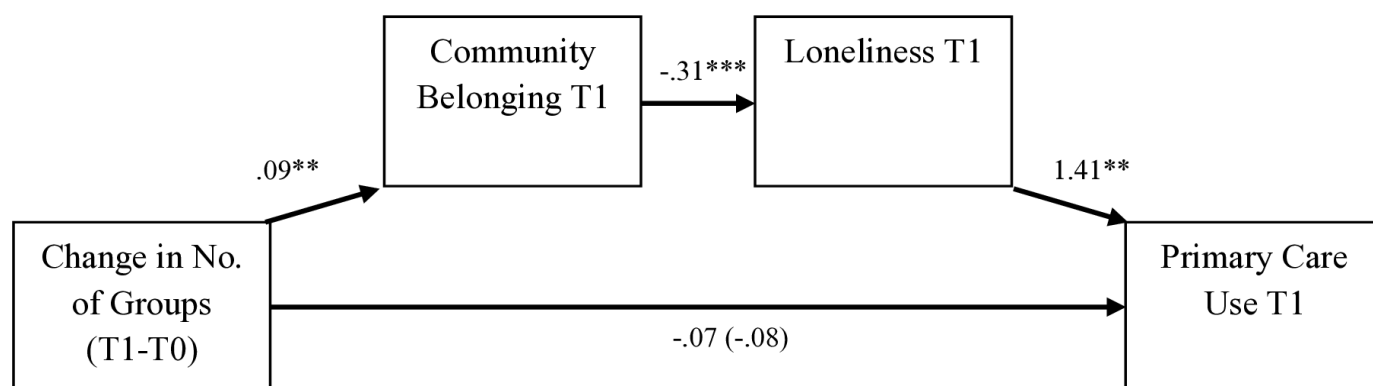 Community
Belonging T1
-.31***
Loneliness T1
.09**
1.41**
Change in No.
of Groups
(T1-T0)
-.07 (-.08)
Primary Care
Use T1